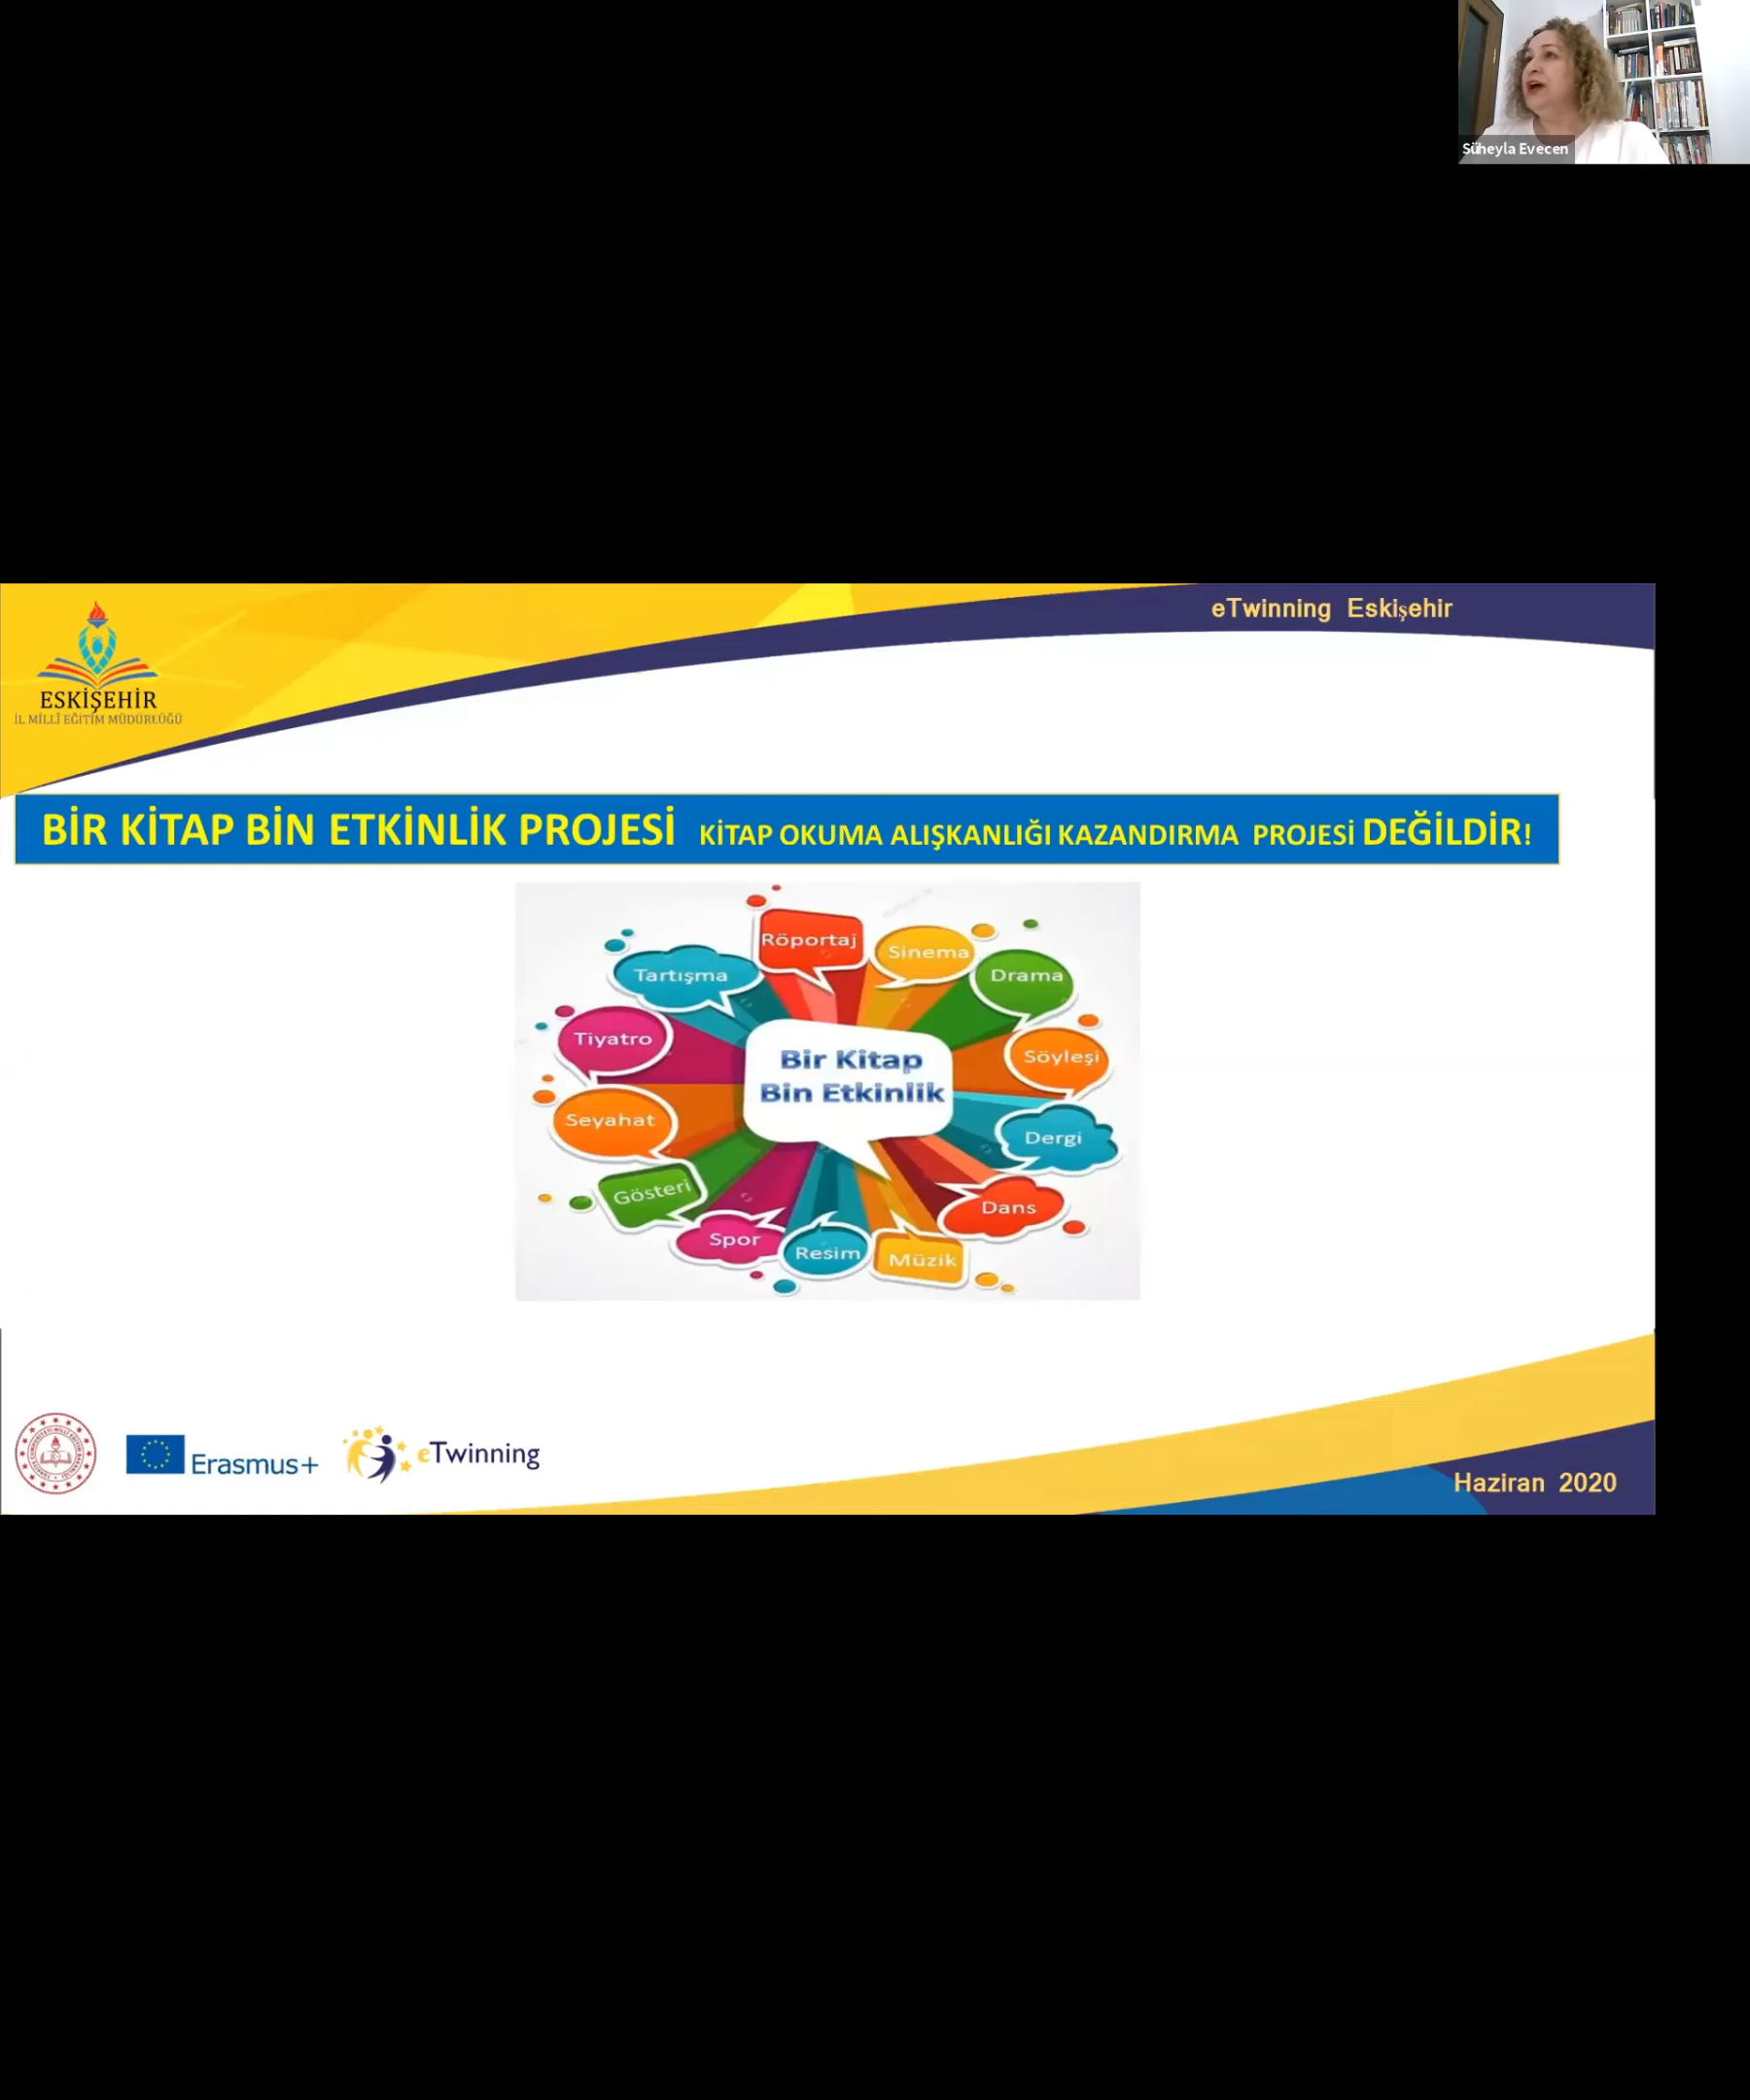 Süheyla Evecen
eTwinning Eskişehir
ESKİŞEHİR
İL MİLLÎ EĞİTİM MÜDÜRLÜĞÜ
BİR KİTAP BİN ETKİNLİK PROJESİ KİTAP OKUMA ALIŞKANLIĞI KAZANDIRMA PROJESİ DEĞİLDİR!
Röportaj
Sinema
Tartışma
Drama
Tiyatro
Söyleşi
Bir Kitap
Bin Etkinlik
Seyahat
Dergi
Gösteri
Dans
Spor
Resim
Müzik
Erasmus+
eTwinning
Haziran 2020